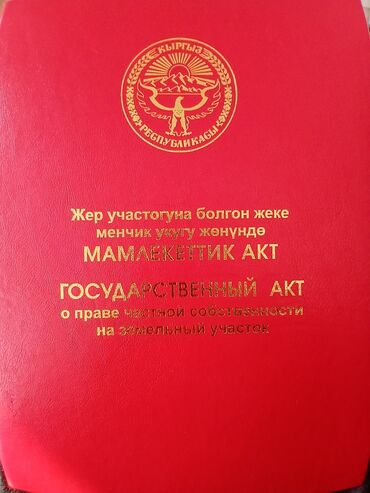 КЫРГЫЗ
РЕСПУБЛИКАСЫ
Жер участогуна болгон жеке
менчик укугу жөнүндө
МАМЛЕКЕТТИК АКТ
ГОСУДАРСТВЕННЫЙ АКТ
о праве частной собственности
на земельный участок